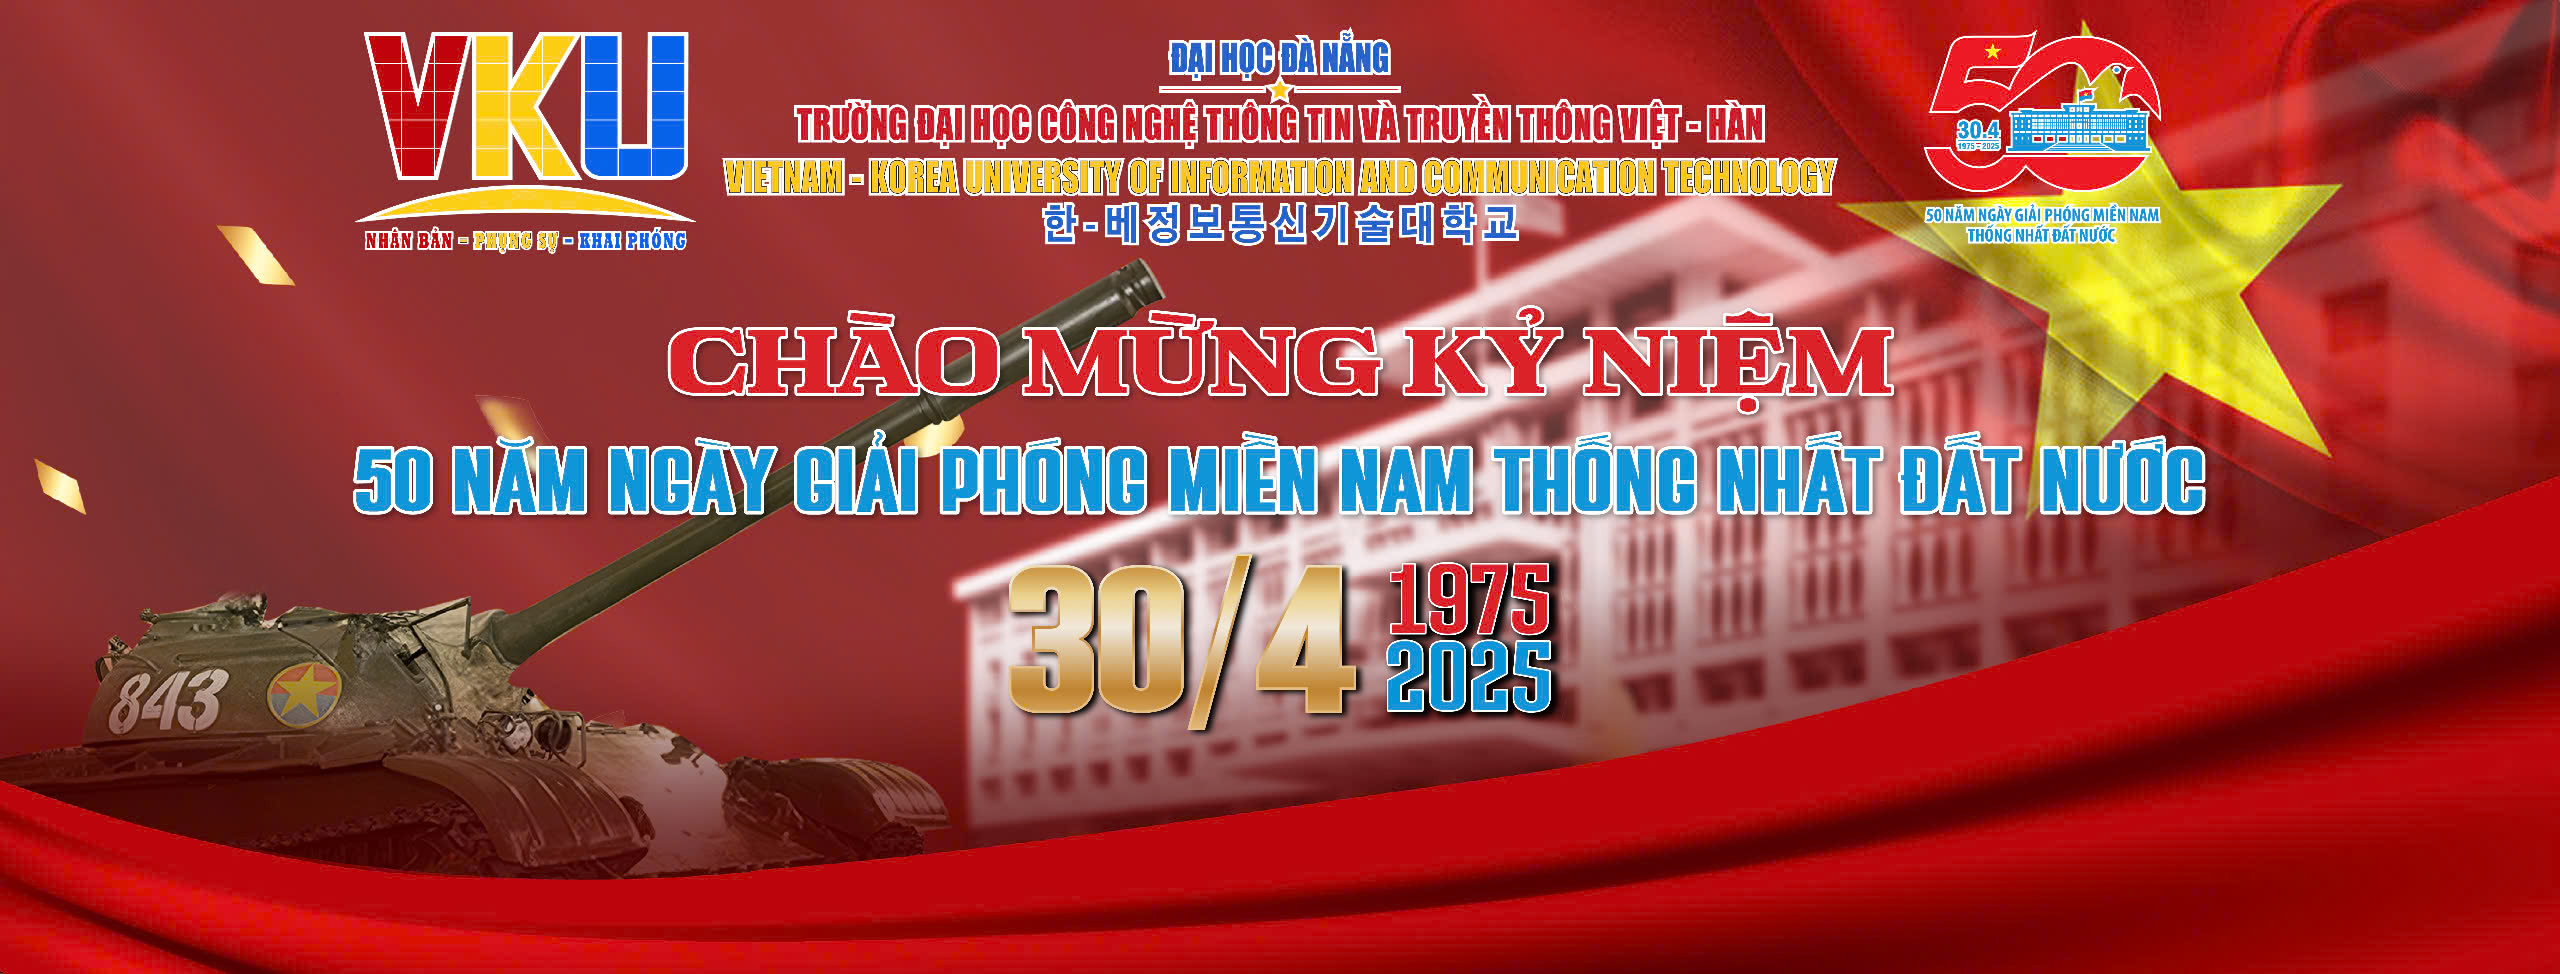 VKU
NHÂN BẢN - PHỤNG SỰ - KHAI PHÓNG
ĐẠI HỌC ĐÀ NẴNG
TRƯỜNG ĐẠI HỌC CÔNG NGHỆ THÔNG TIN VÀ TRUYỀN THÔNG VIỆT - HÀN
VIETNAM - KOREA UNIVERSITY OF INFORMATION AND COMMUNICATION TECHNOLOGY
한-베정보통신기술대학교
50
30.4
1975-2025
50 NĂM NGÀY GIẢI PHÓNG MIỀN NAM
THỐNG NHẤT ĐẤT NƯỚC
CHÀO MỪNG KỶ NIỆM
50 NĂM NGÀY GIẢI PHÓNG MIỀN NAM THỐNG NHẤT ĐẤT NƯỚC
30/4
1975
2025
843